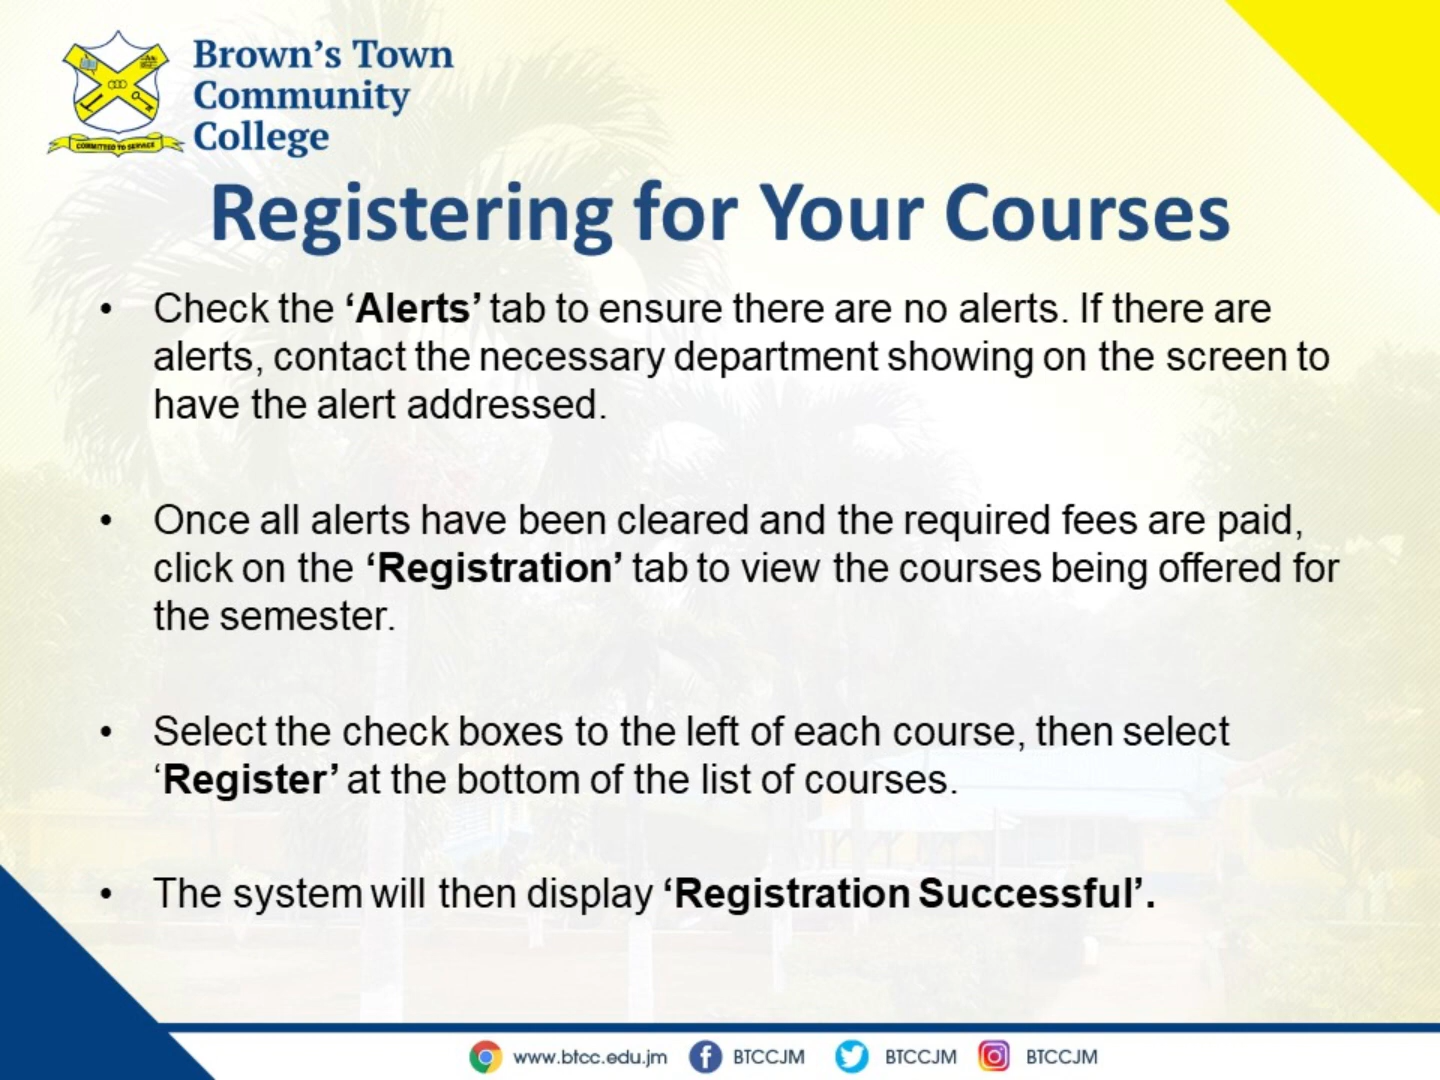 Brown’s Town
Community
College
COMMITTED TO SERVICE
Registering for Your Courses
• Check the ‘Alerts’ tab to ensure there are no alerts. If there are
alerts, contact the necessary department showing on the screen to
have the alert addressed.
• Once all alerts have been cleared and the required fees are paid,
click on the ‘Registration’ tab to view the courses being offered for
the semester.
• Select the check boxes to the left of each course, then select
‘Register’ at the bottom of the list of courses.
• The system will then display ‘Registration Successful’.
www.btcc.edu.jm BTCCJM BTCCJM BTCCJM